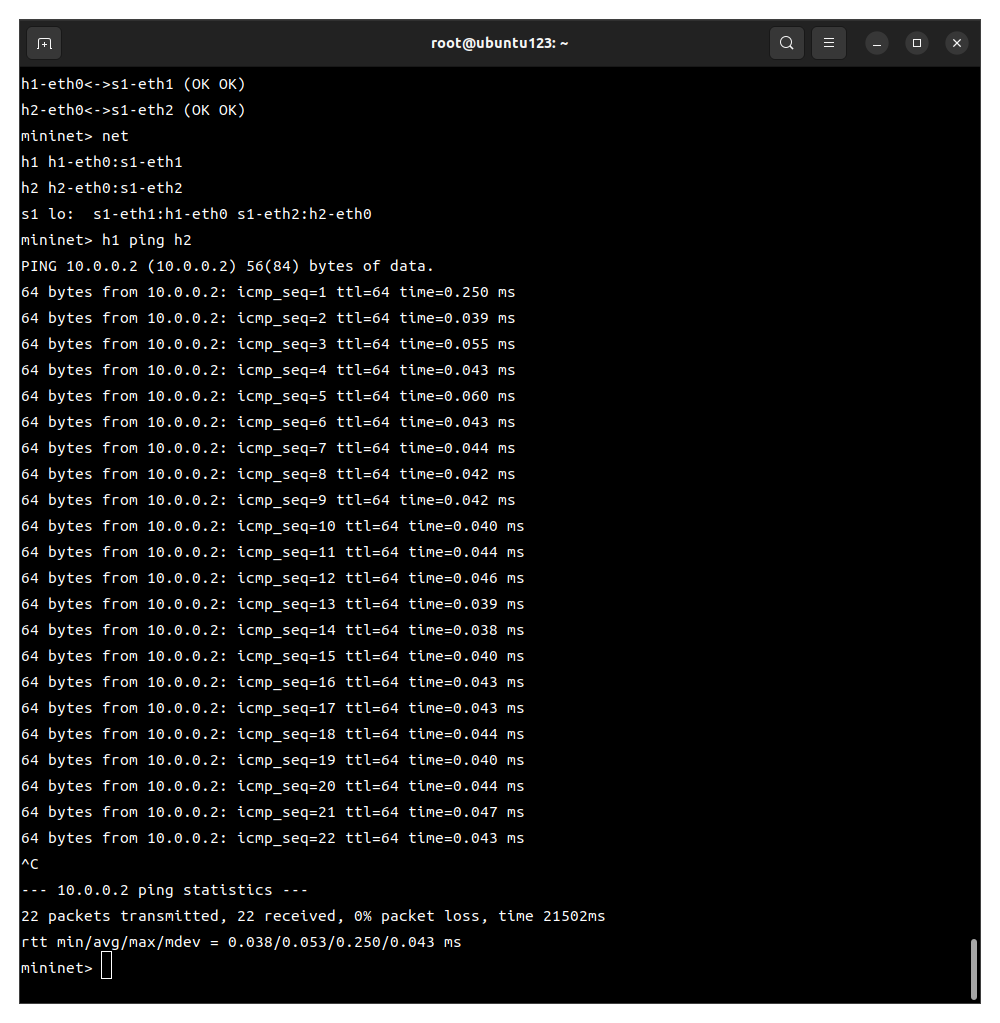 root@ubuntu123: ~
h1-eth0<->s1-eth1 (OK OK)
h2-eth0<->s1-eth2 (OK OK)
mininet> net
h1 h1-eth0:s1-eth1
h2 h2-eth0:s1-eth2
s1 lo:  s1-eth1:h1-eth0 s1-eth2:h2-eth0
mininet> h1 ping h2
PING 10.0.0.2 (10.0.0.2) 56(84) bytes of data.
64 bytes from 10.0.0.2: icmp_seq=1 ttl=64 time=0.250 ms
64 bytes from 10.0.0.2: icmp_seq=2 ttl=64 time=0.039 ms
64 bytes from 10.0.0.2: icmp_seq=3 ttl=64 time=0.055 ms
64 bytes from 10.0.0.2: icmp_seq=4 ttl=64 time=0.043 ms
64 bytes from 10.0.0.2: icmp_seq=5 ttl=64 time=0.060 ms
64 bytes from 10.0.0.2: icmp_seq=6 ttl=64 time=0.043 ms
64 bytes from 10.0.0.2: icmp_seq=7 ttl=64 time=0.044 ms
64 bytes from 10.0.0.2: icmp_seq=8 ttl=64 time=0.042 ms
64 bytes from 10.0.0.2: icmp_seq=9 ttl=64 time=0.042 ms
64 bytes from 10.0.0.2: icmp_seq=10 ttl=64 time=0.040 ms
64 bytes from 10.0.0.2: icmp_seq=11 ttl=64 time=0.044 ms
64 bytes from 10.0.0.2: icmp_seq=12 ttl=64 time=0.046 ms
64 bytes from 10.0.0.2: icmp_seq=13 ttl=64 time=0.039 ms
64 bytes from 10.0.0.2: icmp_seq=14 ttl=64 time=0.038 ms
64 bytes from 10.0.0.2: icmp_seq=15 ttl=64 time=0.040 ms
64 bytes from 10.0.0.2: icmp_seq=16 ttl=64 time=0.043 ms
64 bytes from 10.0.0.2: icmp_seq=17 ttl=64 time=0.043 ms
64 bytes from 10.0.0.2: icmp_seq=18 ttl=64 time=0.044 ms
64 bytes from 10.0.0.2: icmp_seq=19 ttl=64 time=0.040 ms
64 bytes from 10.0.0.2: icmp_seq=20 ttl=64 time=0.044 ms
64 bytes from 10.0.0.2: icmp_seq=21 ttl=64 time=0.047 ms
64 bytes from 10.0.0.2: icmp_seq=22 ttl=64 time=0.043 ms
^C
--- 10.0.0.2 ping statistics ---
22 packets transmitted, 22 received, 0% packet loss, time 21502ms
rtt min/avg/max/mdev = 0.038/0.053/0.250/0.043 ms
mininet>